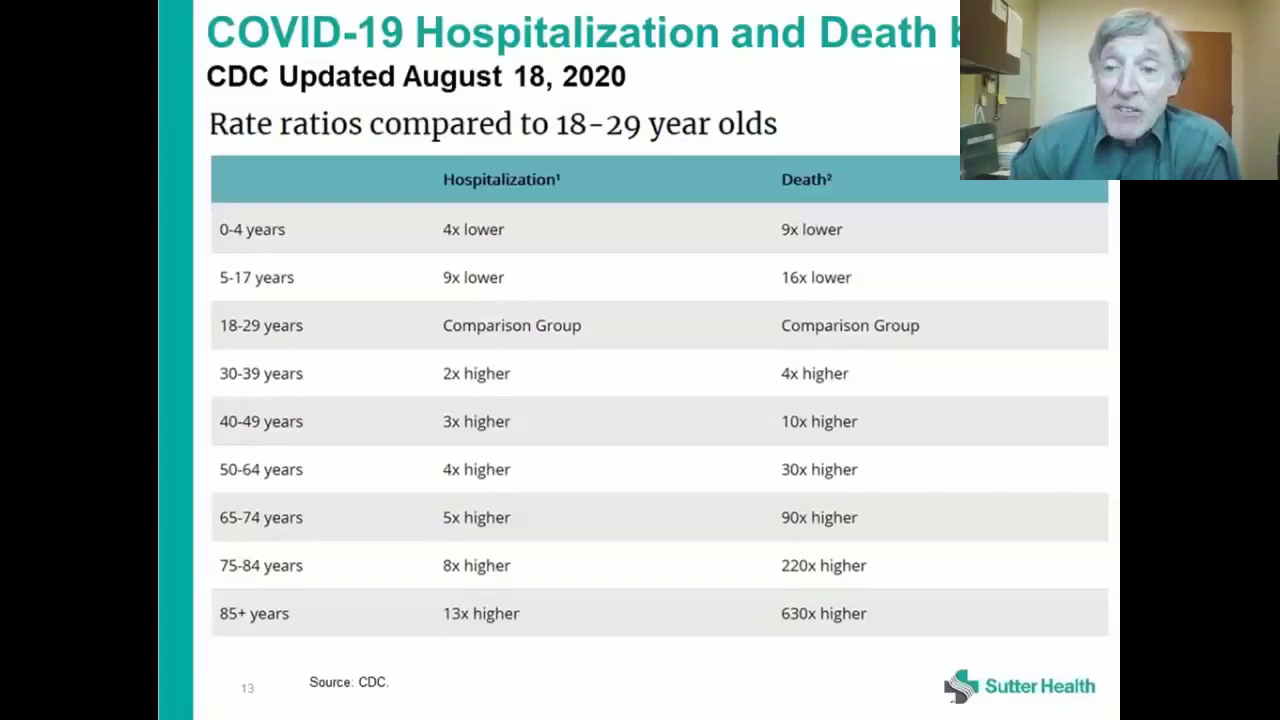 COVID-19 Hospitalization and Death
CDC Updated August 18, 2020
Rate ratios compared to 18-29 year olds
Hospitalization¹ Death²
0-4 years 4x lower 9x lower
5-17 years 9x lower 16x lower
18-29 years Comparison Group Comparison Group
30-39 years 2x higher 4x higher
40-49 years 3x higher 10x higher
50-64 years 4x higher 30x higher
65-74 years 5x higher 90x higher
75-84 years 8x higher 220x higher
85+ years 13x higher 630x higher
13 Source: CDC. Sutter Health